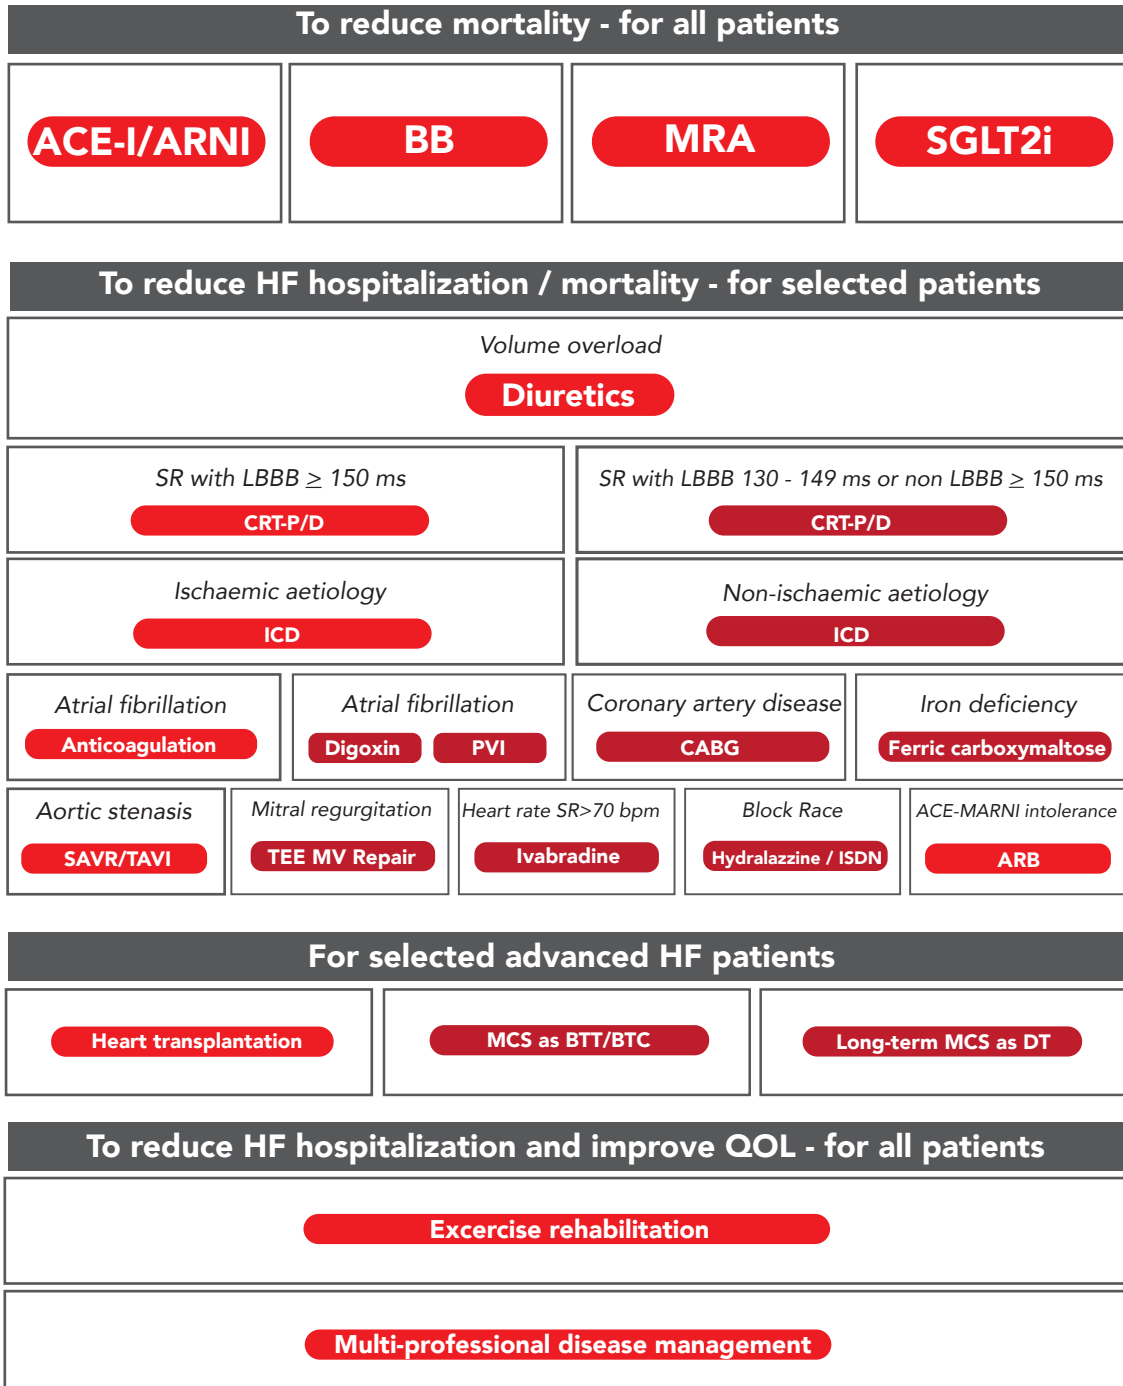 To reduce mortality - for all patients
ACE-I/ARNI
BB
MRA
SGLT2i
To reduce HF hospitalization / mortality - for selected patients
Volume overload
Diuretics
SR with LBBB ≥ 150 ms
CRT-P/D
SR with LBBB 130 - 149 ms or non LBBB ≥ 150 ms
CRT-P/D
Ischaemic aetiology
ICD
Non-ischaemic aetiology
ICD
Atrial fibrillation
Anticoagulation
Atrial fibrillation
Digoxin
PVI
Coronary artery disease
CABG
Iron deficiency
Ferric carboxymaltose
Aortic stenasis
SAVR/TAVI
Mitral regurgitation
TEE MV Repair
Heart rate SR>70 bpm
Ivabradine
Block Race
Hydralazzine / ISDN
ACE-MARNI intolerance
ARB
For selected advanced HF patients
Heart transplantation
MCS as BTT/BTC
Long-term MCS as DT
To reduce HF hospitalization and improve QOL - for all patients
Excercise rehabilitation
Multi-professional disease management